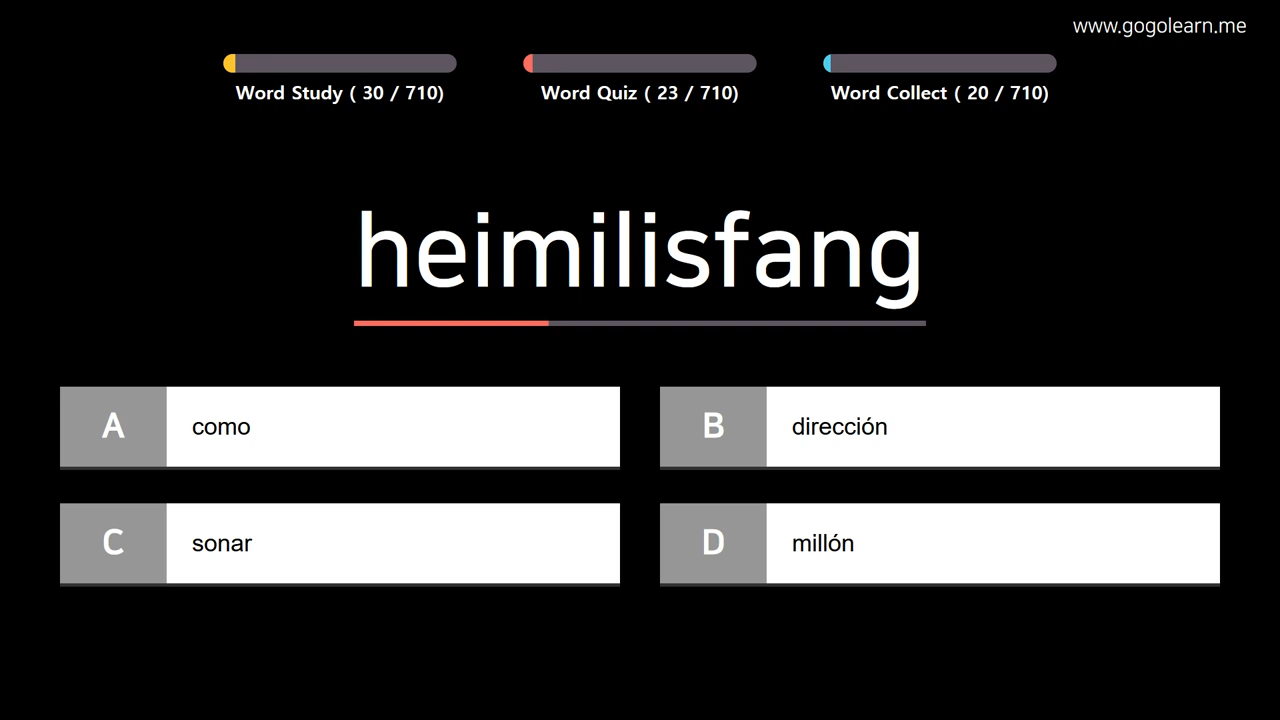 www.gogolearn.me
Word Study ( 30 / 710)
Word Quiz ( 23 / 710)
Word Collect ( 20 / 710)
heimilisfang
A como
B dirección
C sonar
D millón